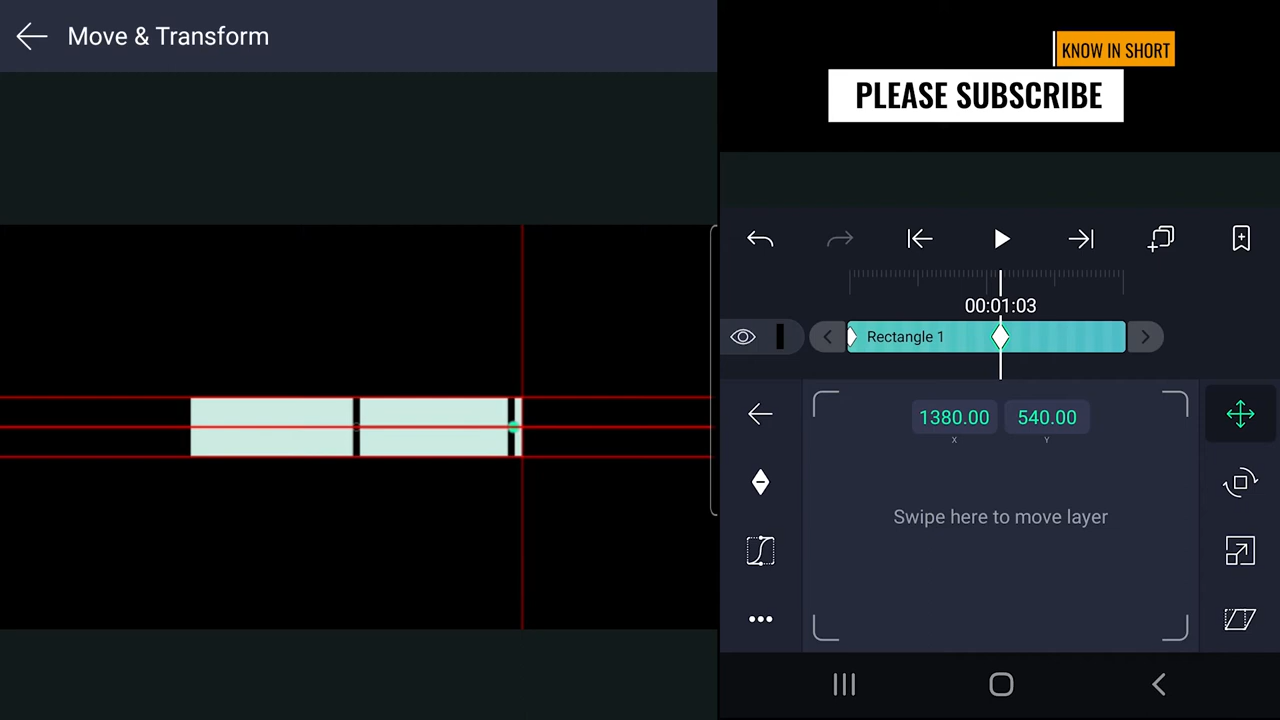 Move & Transform
KNOW IN SHORT
PLEASE SUBSCRIBE
00:01:03
Rectangle 1
1380.00 540.00
X Y
Swipe here to move layer